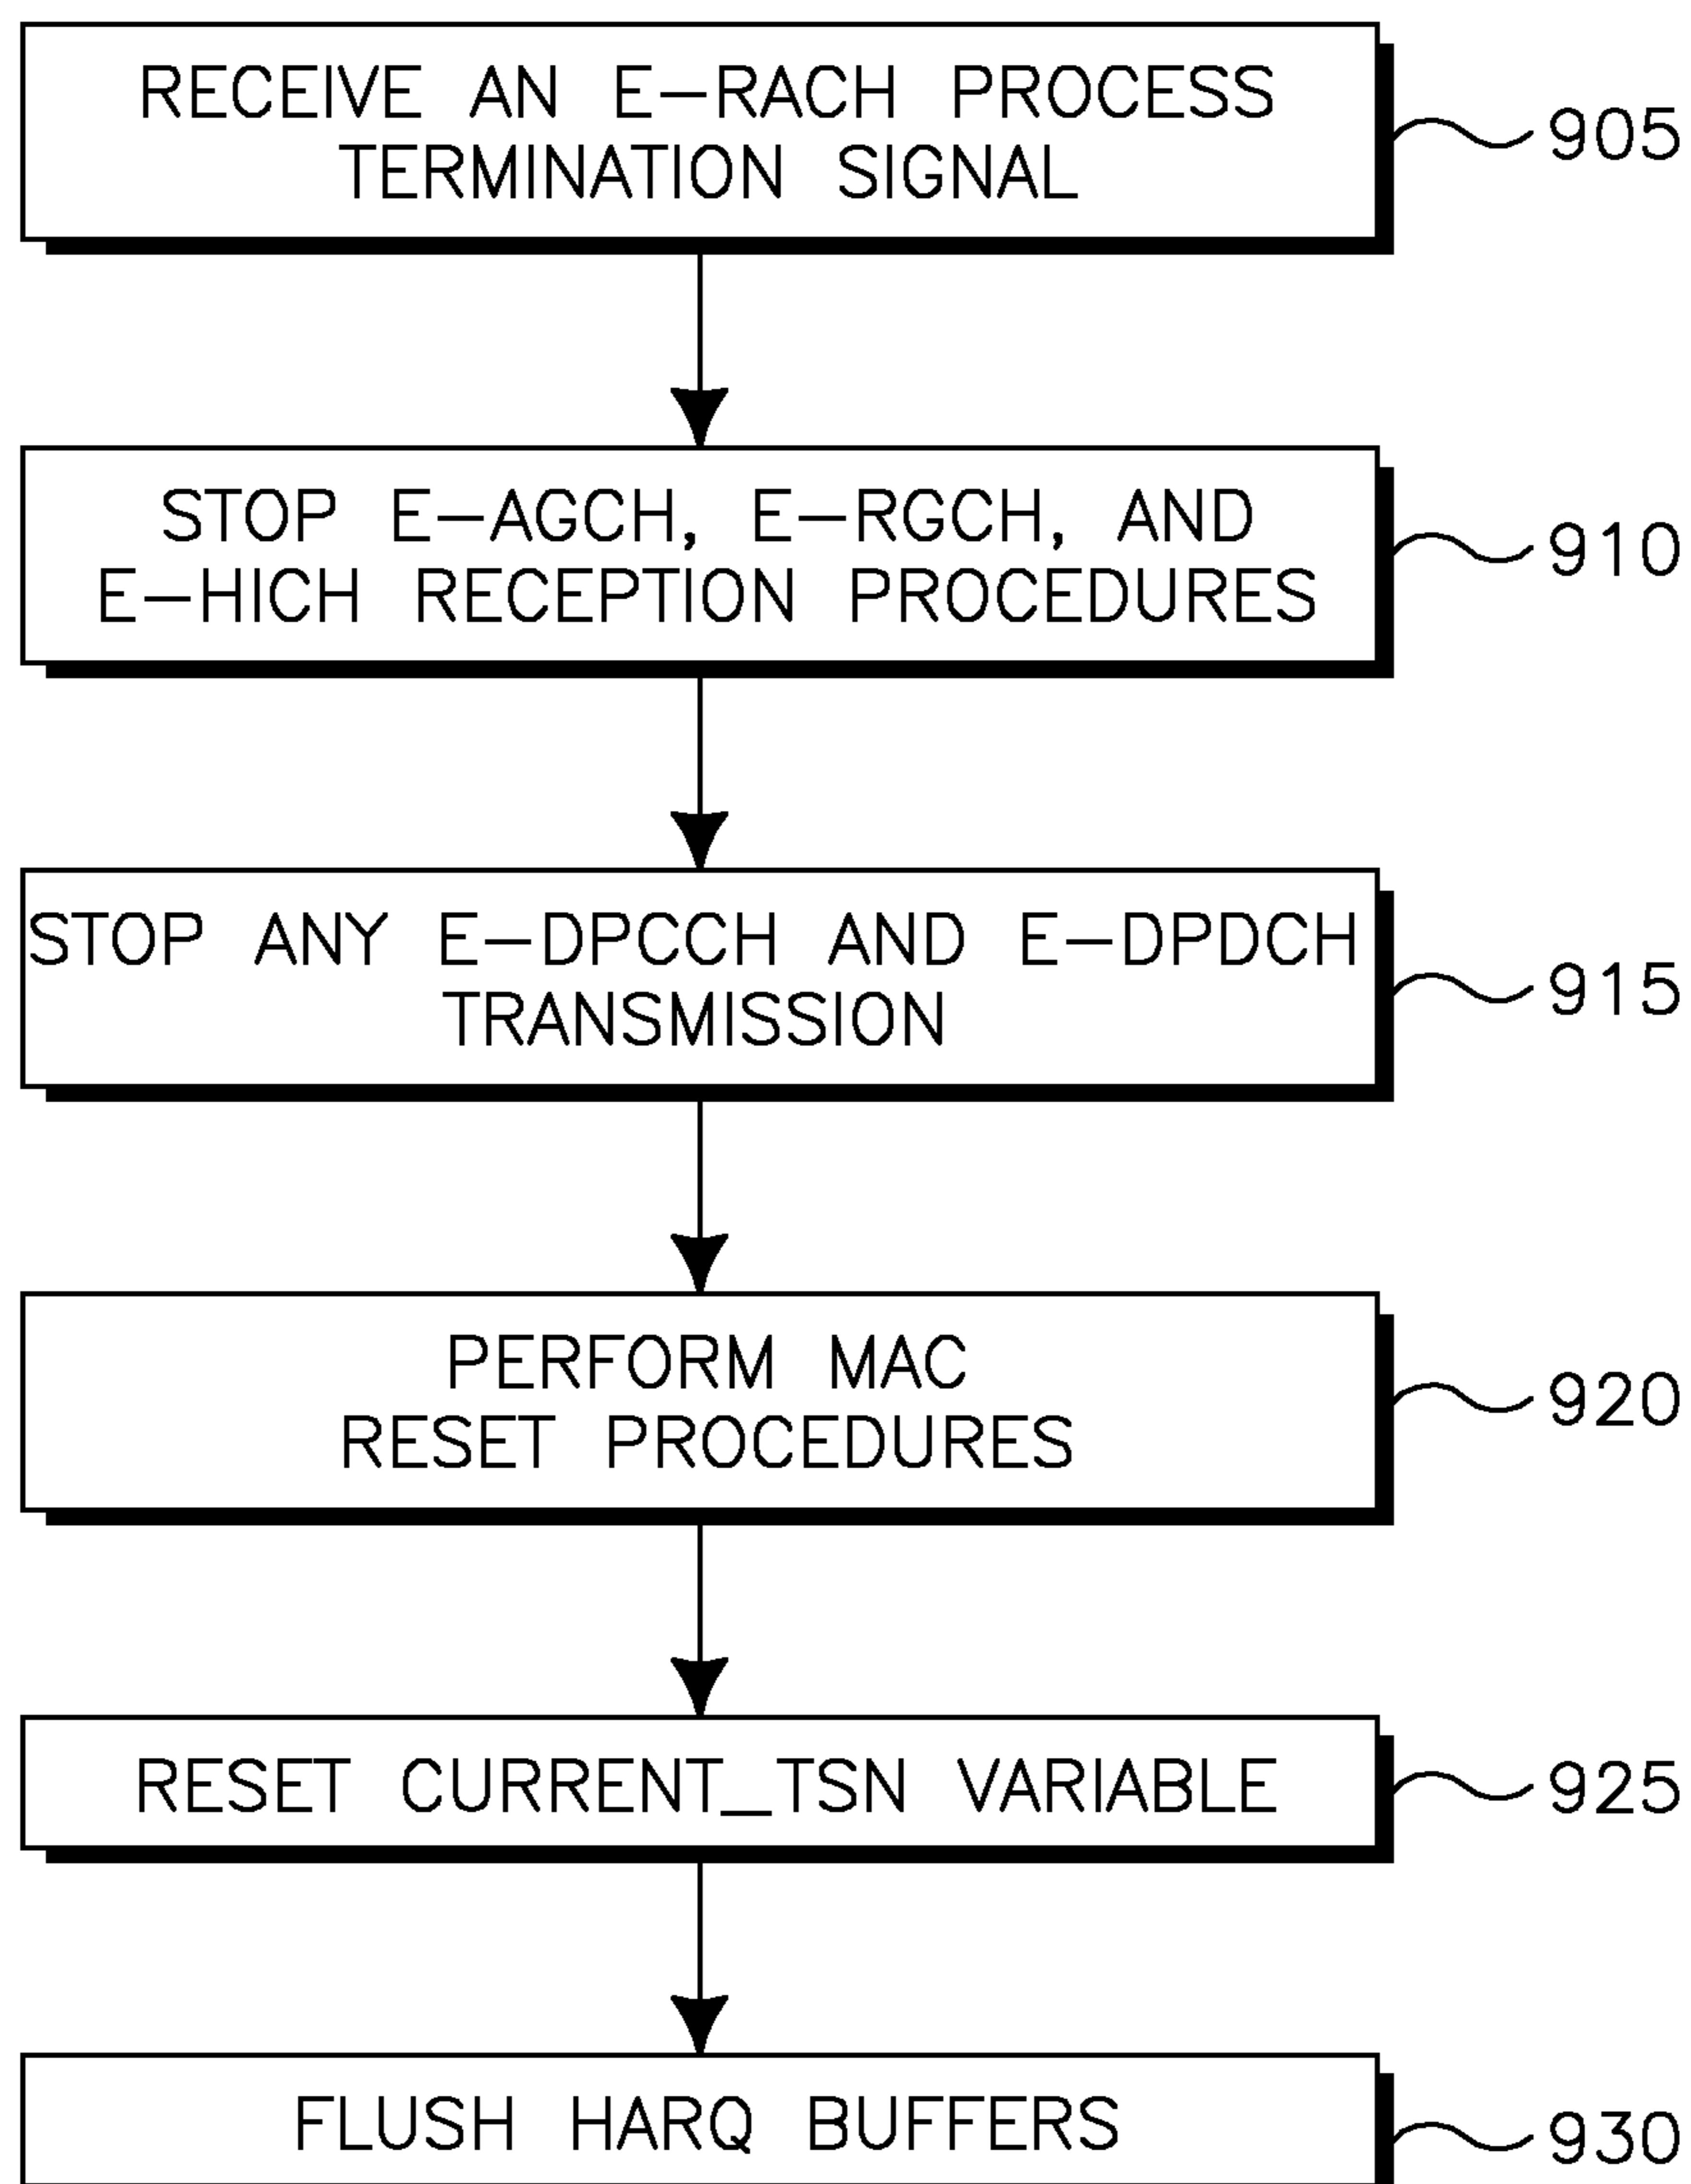 RECEIVE AN E-RACH PROCESS
TERMINATION SIGNAL
905
STOP E-AGCH, E-RGCH, AND
E-HICH RECEPTION PROCEDURES
910
STOP ANY E-DPCCH AND E-DPDCH
TRANSMISSION
915
PERFORM MAC
RESET PROCEDURES
920
RESET CURRENT_TSN VARIABLE
925
FLUSH HARQ BUFFERS
930